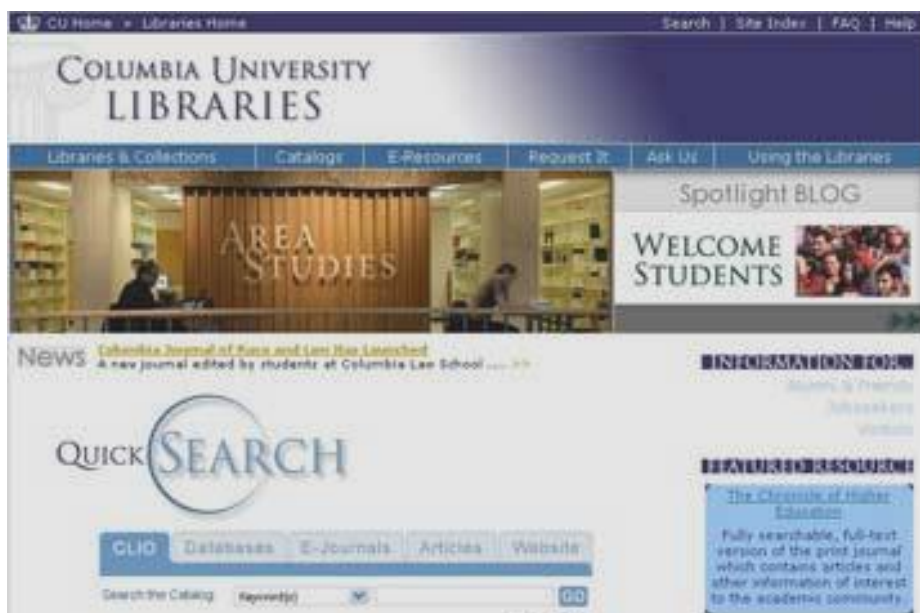 CU Home » Libraries Home
Search | Site Index | FAQ | Help
COLUMBIA UNIVERSITY
LIBRARIES
Libraries & Collections
Catalogs
E-Resources
Request It
Ask Us
Using the Libraries
AREA
STUDIES
Spotlight BLOG
WELCOME
STUDENTS
News
Columbia Journal of Race and Law Has Launched
A new journal edited by students at Columbia Law School .... >>
QUICK SEARCH
CLIO
Databases
E-Journals
Articles
Website
Search the Catalog
Keyword(s)
GO
INFORMATION FOR...
Alumni & Friends
Jobseekers
Visitors
FEATURED RESOURCE
The Chronicle of Higher
Education
Fully searchable, full-text
version of the print journal
which contains articles and
other information of interest
to the academic community.